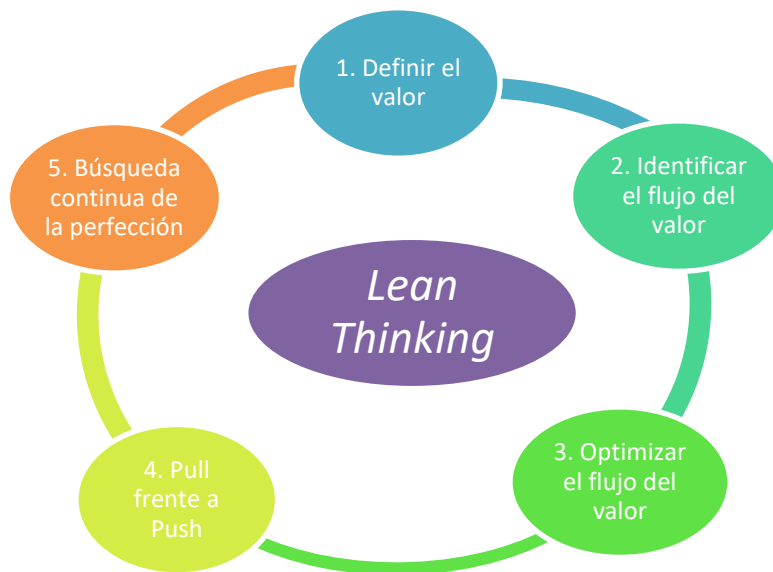 1. Definir el
valor
2. Identificar
el flujo del
valor
3. Optimizar
el flujo del
valor
4. Pull
frente a
Push
5. Búsqueda
continua de
la perfección
Lean
Thinking